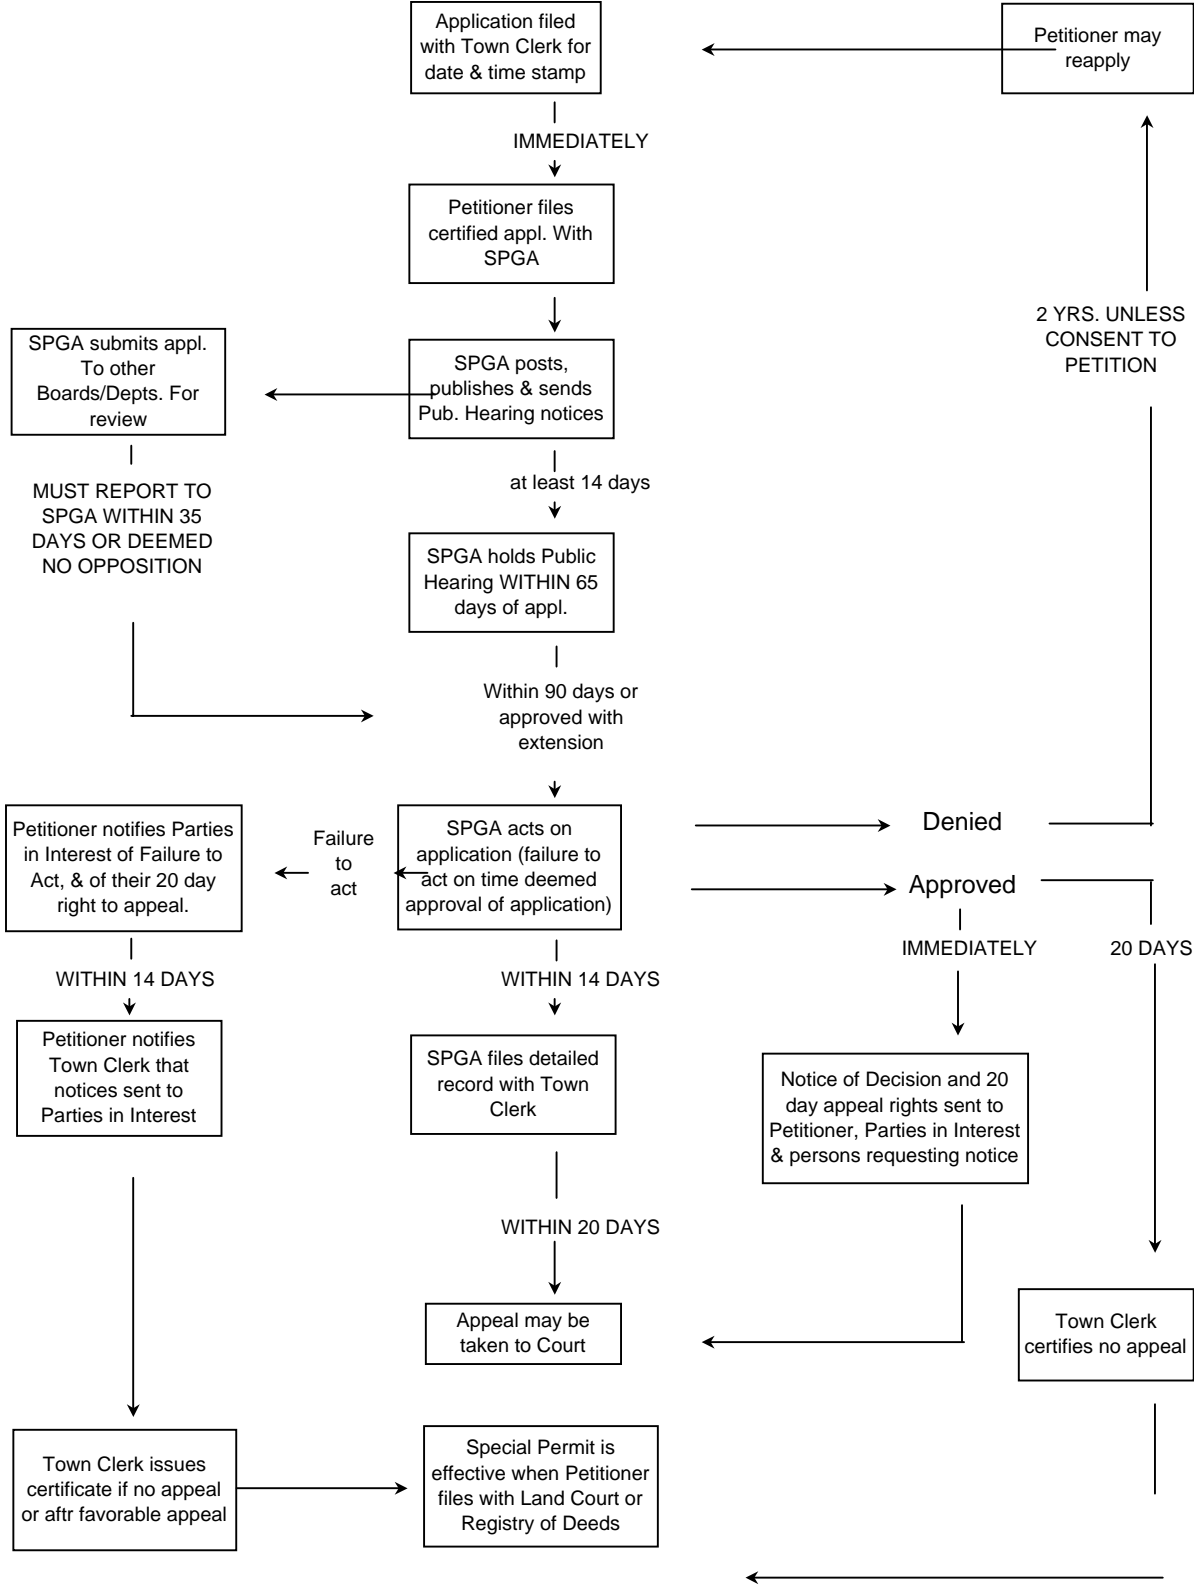 Application filed
with Town Clerk for
date & time stamp
Petitioner may
reapply
IMMEDIATELY
Petitioner files
certified appl. With
SPGA
2 YRS. UNLESS
CONSENT TO
PETITION
SPGA submits appl.
To other
Boards/Depts. For
review
SPGA posts,
publishes & sends
Pub. Hearing notices
MUST REPORT TO
SPGA WITHIN 35
DAYS OR DEEMED
NO OPPOSITION
at least 14 days
SPGA holds Public
Hearing WITHIN 65
days of appl.
Within 90 days or
approved with
extension
Petitioner notifies Parties
in Interest of Failure to
Act, & of their 20 day
right to appeal.
Failure
to
act
SPGA acts on
application (failure to
act on time deemed
approval of application)
Denied
Approved
IMMEDIATELY
20 DAYS
WITHIN 14 DAYS
WITHIN 14 DAYS
Petitioner notifies
Town Clerk that
notices sent to
Parties in Interest
SPGA files detailed
record with Town
Clerk
Notice of Decision and 20
day appeal rights sent to
Petitioner, Parties in Interest
& persons requesting notice
WITHIN 20 DAYS
Appeal may be
taken to Court
Town Clerk
certifies no appeal
Town Clerk issues
certificate if no appeal
or aftr favorable appeal
Special Permit is
effective when Petitioner
files with Land Court or
Registry of Deeds